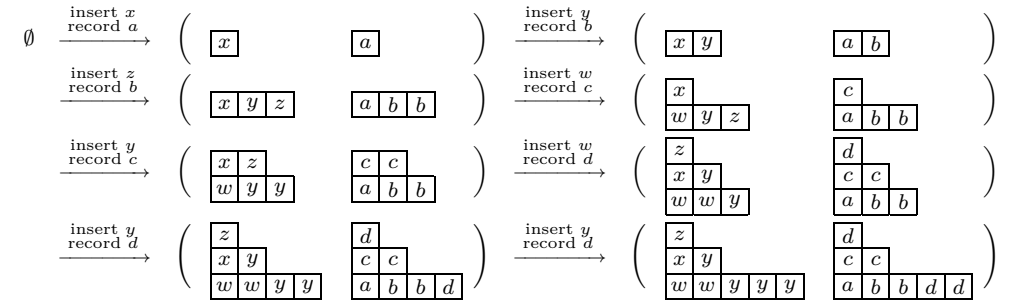 ∅ insert x record a ( x a ) insert y record b ( x y a b )
insert z record b ( x y z a b b ) insert w record c ( x w y z c a b b )
insert y record c ( x z w y y c c a b b ) insert w record d ( z x y w w y d c c a b b )
insert y record d ( z x y w w y y d c c a b b d ) insert y record d ( z x y w w y y y d c c a b b d d )